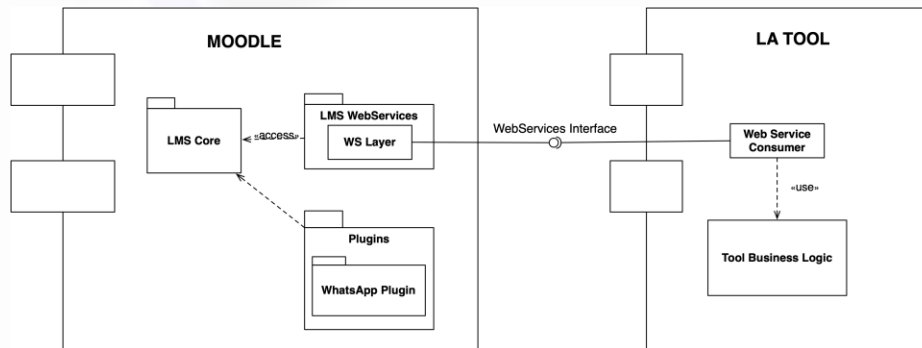 MOODLE
LA TOOL
LMS Core
«access»
LMS WebServices
WS Layer
WebServices Interface
Web Service
Consumer
«use»
Plugins
WhatsApp Plugin
Tool Business Logic